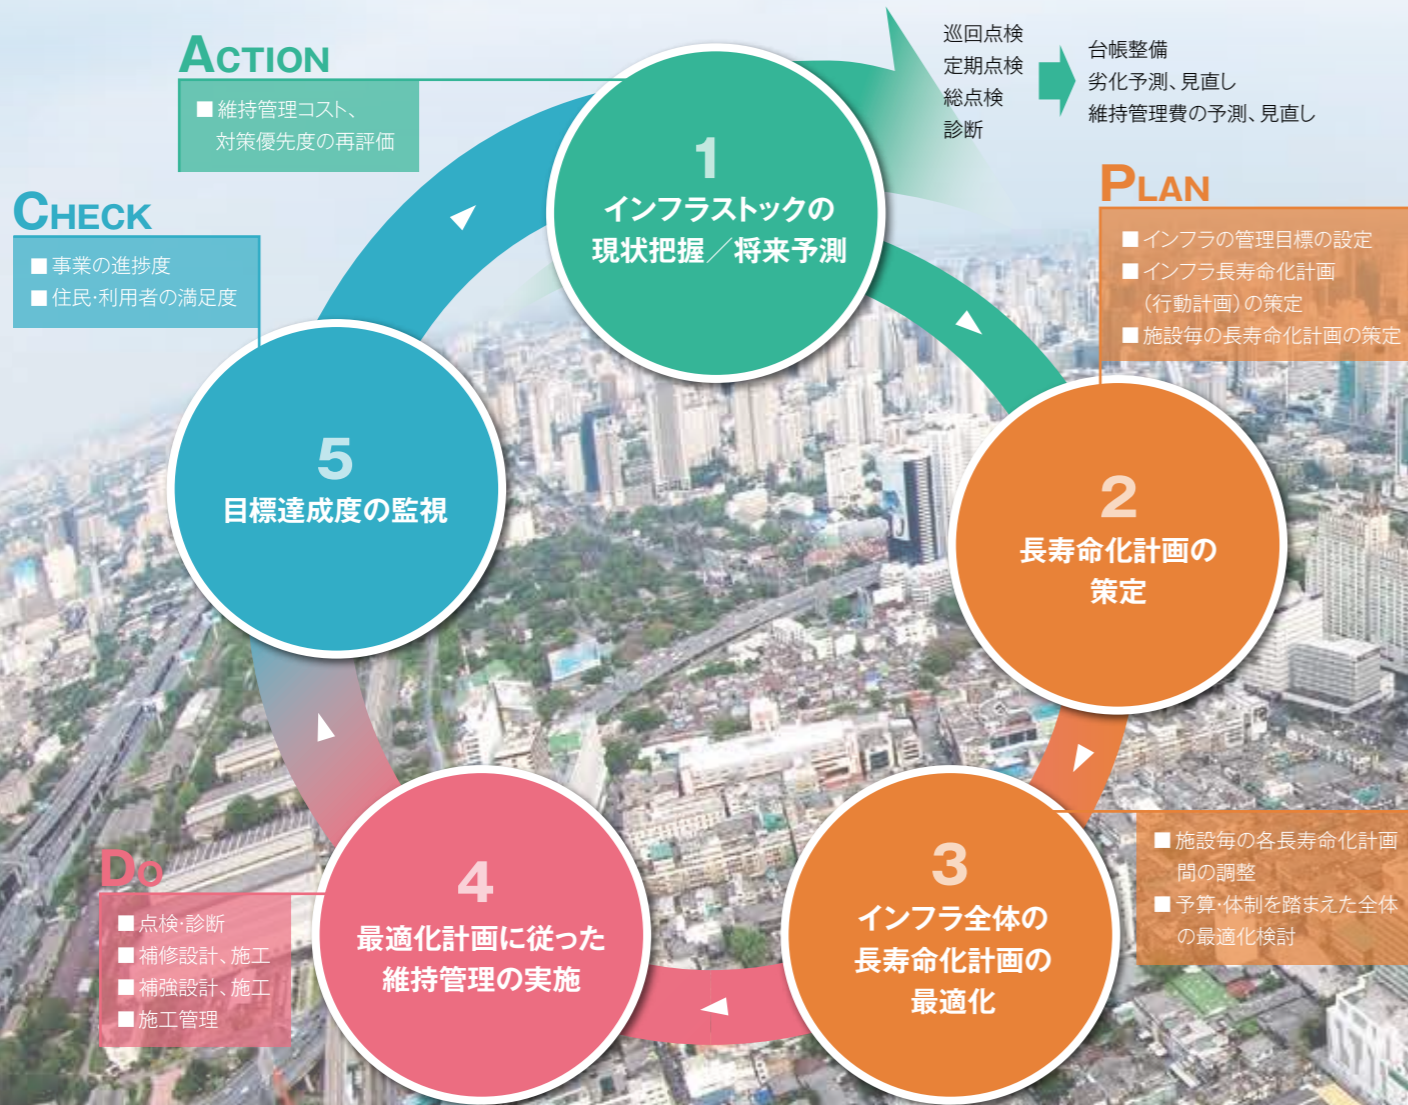 ACTION
■ 維持管理コスト、
対策優先度の再評価
巡回点検
定期点検
総点検
診断
台帳整備
劣化予測、見直し
維持管理費の予測、見直し
1
インフラストックの
現状把握／将来予測
PLAN
■ インフラの管理目標の設定
■ インフラ長寿命化計画
（行動計画）の策定
■ 施設毎の長寿命化計画の策定
2
長寿命化計画の
策定
■ 施設毎の各長寿命化計画
間の調整
■ 予算・体制を踏まえた全体
の最適化検討
3
インフラ全体の
長寿命化計画の
最適化
DO
■ 点検・診断
■ 補修設計、施工
■ 補強設計、施工
■ 施工管理
4
最適化計画に従った
維持管理の実施
CHECK
■ 事業の進捗度
■ 住民・利用者の満足度
5
目標達成度の監視